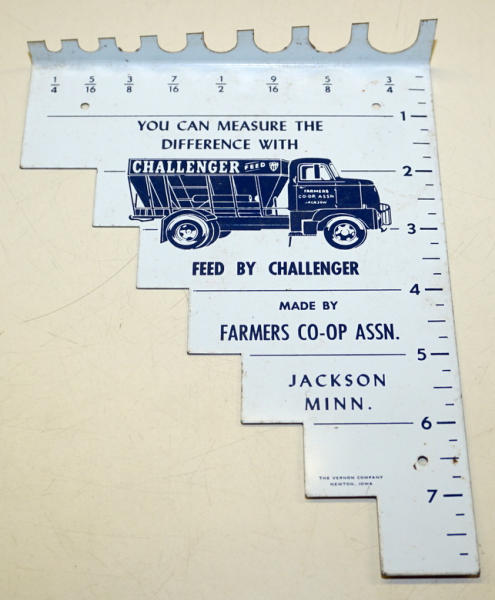 1/4 5/16 3/8 7/16 1/2 9/16 5/8 3/4
1
YOU CAN MEASURE THE
DIFFERENCE WITH
2
CHALLENGER FEED
FARMERS
CO-OP ASSN
JACKSON
3
FEED BY CHALLENGER
4
MADE BY
FARMERS CO-OP ASSN.
5
JACKSON
MINN.
6
THE VERNON COMPANY
NEWTON, IOWA
7